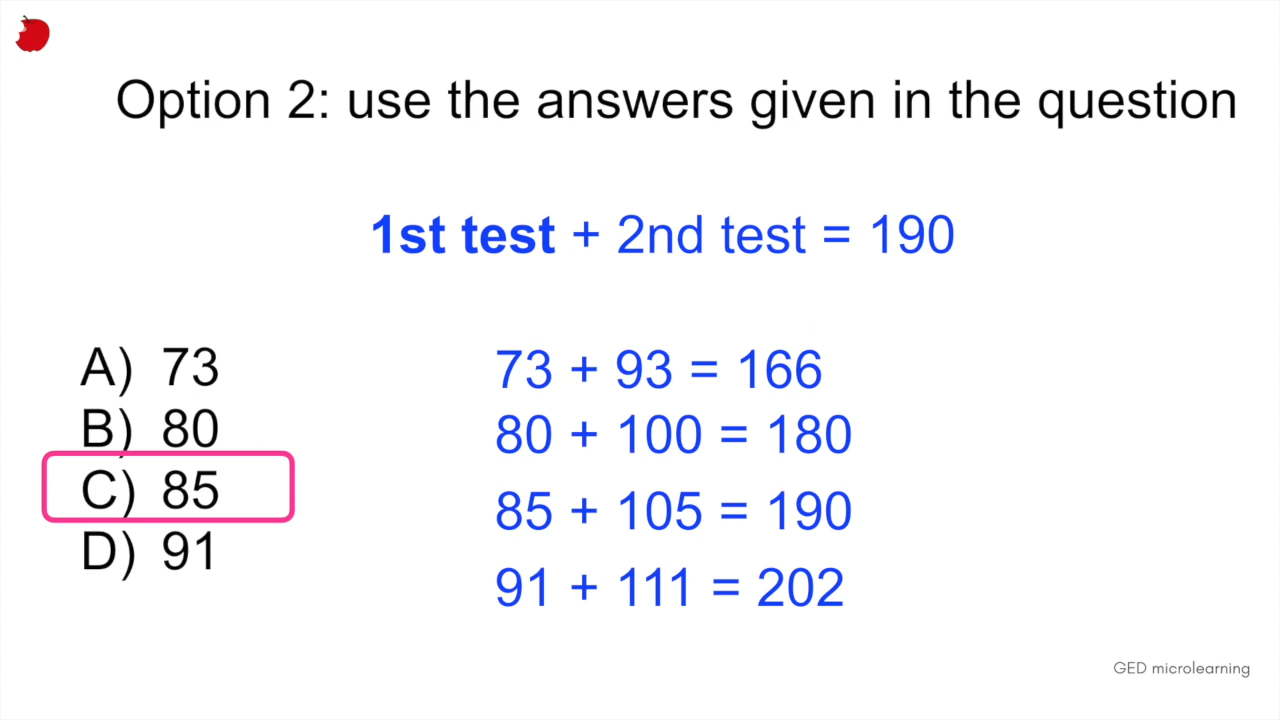 Option 2: use the answers given in the question
1st test + 2nd test = 190
A) 73
B) 80
C) 85
D) 91
73 + 93 = 166
80 + 100 = 180
85 + 105 = 190
91 + 111 = 202
GED microlearning